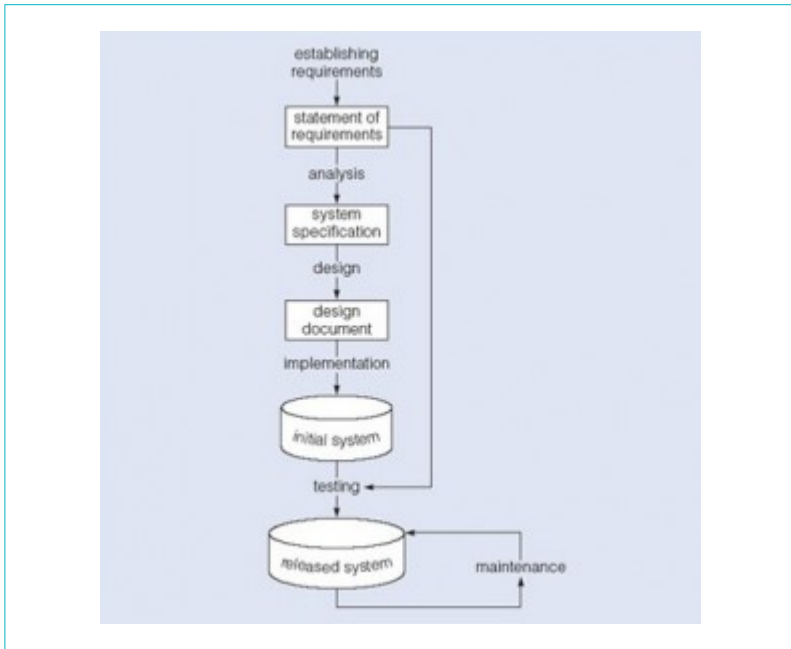 establishing
requirements
statement of
requirements
analysis
system
specification
design
design
document
implementation
initial system
testing
released system
maintenance